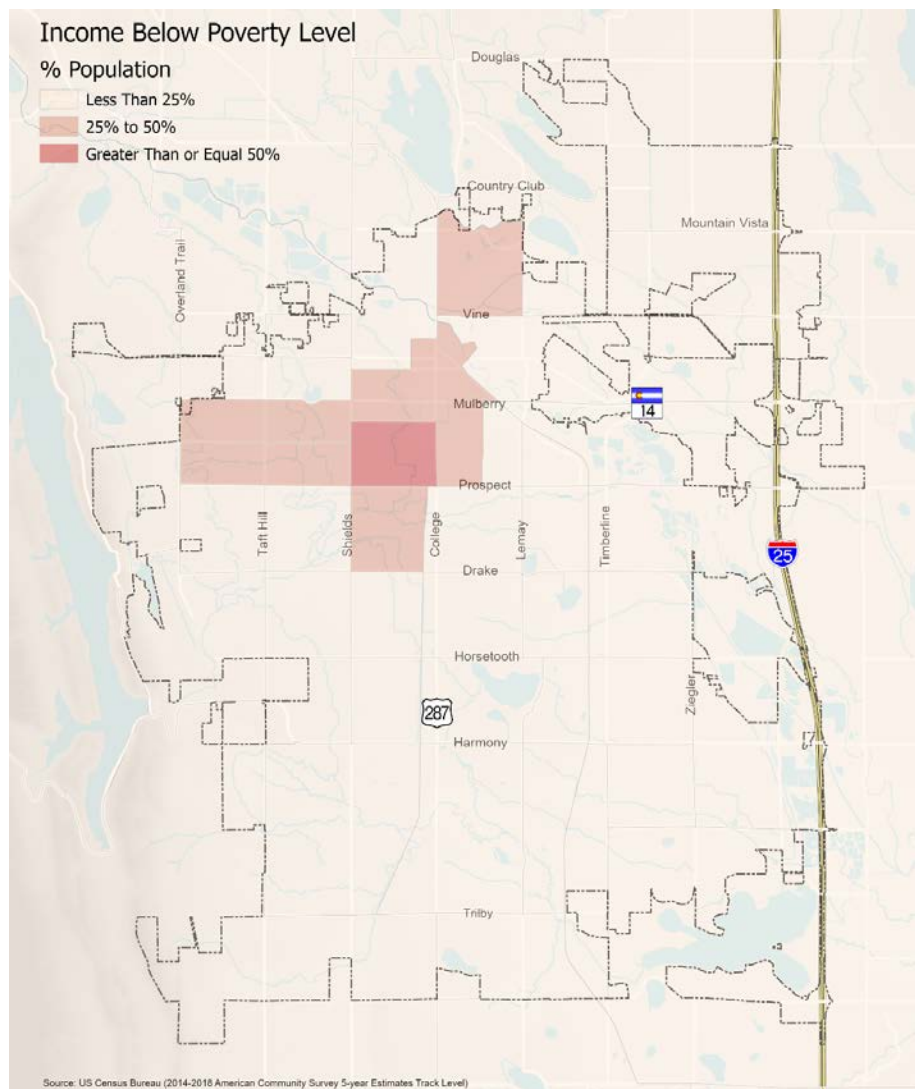 Income Below Poverty Level
% Population
Less Than 25%
25% to 50%
Greater Than or Equal 50%
Douglas
Country Club
Mountain Vista
Overland Trail
Vine
Mulberry
14
Prospect
Taft Hill
Shields
College
Lemay
Timberline
25
Drake
Horsetooth
Ziegler
287
Harmony
Trilby
Source: US Census Bureau (2014-2018 American Community Survey 5-year Estimates Track Level)